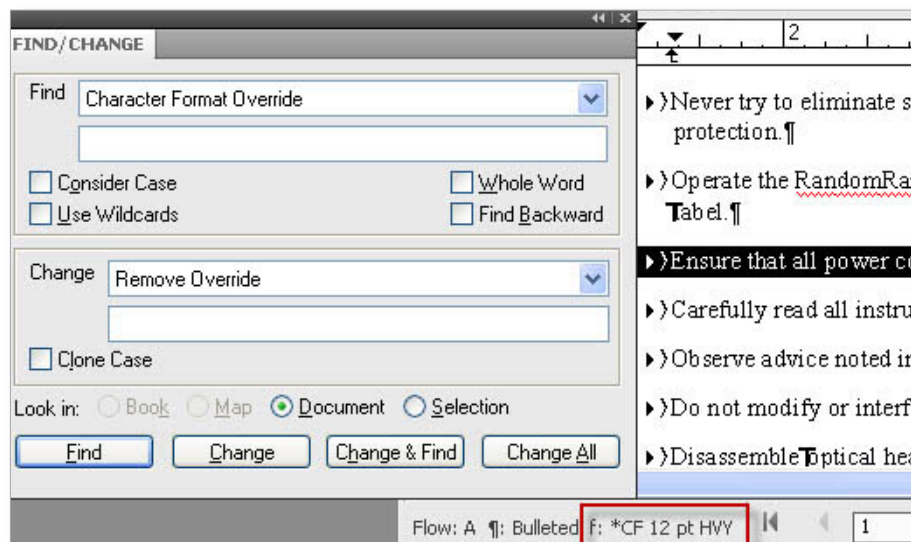 FIND/CHANGE
Find
Character Format Override
Consider Case
Whole Word
Use Wildcards
Find Backward
Change
Remove Override
Clone Case
Look in:
Book
Map
Document
Selection
Find
Change
Change & Find
Change All
2
Never try to eliminate s
protection.¶
Operate the RandomRa
Tabel.¶
Ensure that all power co
Carefully read all instru
Observe advice noted in
Do not modify or interf
Disassemble optical hea
Flow: A ¶: Bulleted f: *CF 12 pt HVY
1